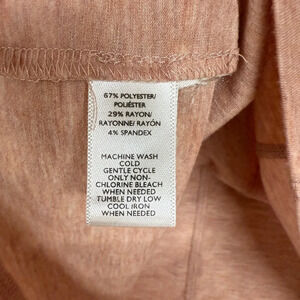 67% POLYESTER/
POLIÉSTER
29% RAYON/
RAYONNE/ RAYÓN
4% SPANDEX
MACHINE WASH
COLD
GENTLE CYCLE
ONLY NON-
CHLORINE BLEACH
WHEN NEEDED
TUMBLE DRY LOW
COOL IRON
WHEN NEEDED